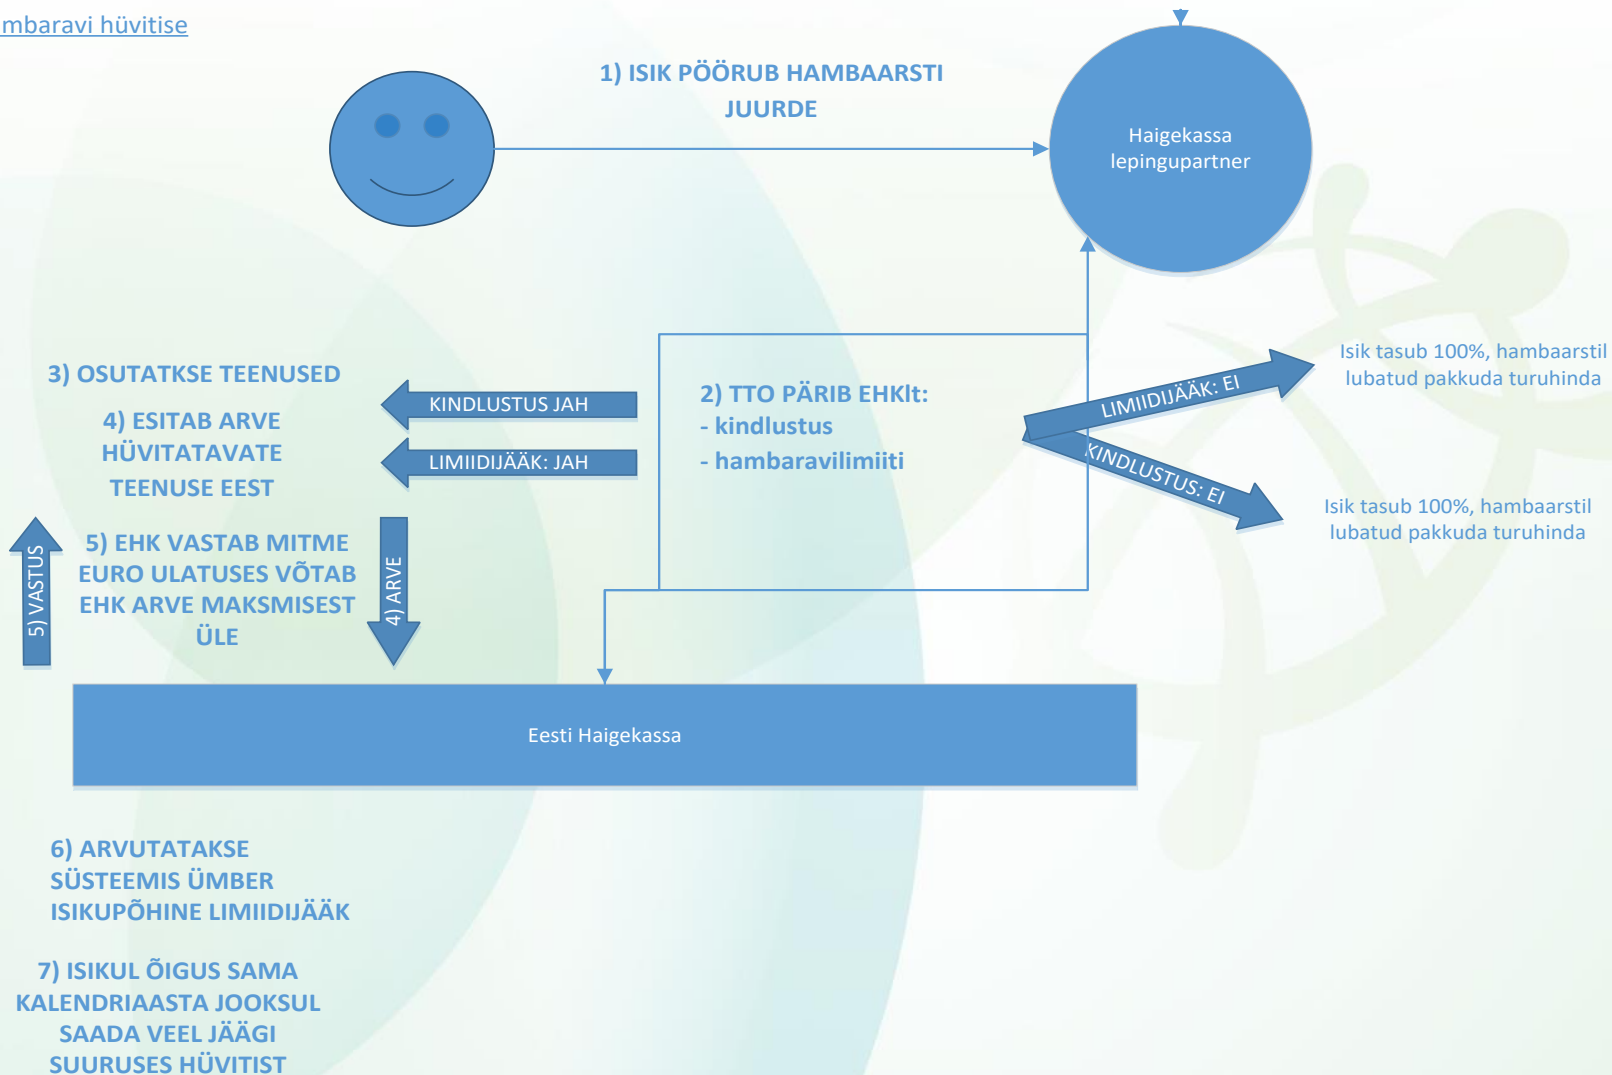 mbaravi hüvitise
1) ISIK PÖÖRUB HAMBAARSTI
JUURDE
Haigekassa
lepingupartner
2) TTO PÄRIB EHKlt:
- kindlustus
- hambaravilimiiti
LIMIIDIJÄÄK: EI
Isik tasub 100%, hambaarstil
lubatud pakkuda turuhinda
KINDLUSTUS: EI
Isik tasub 100%, hambaarstil
lubatud pakkuda turuhinda
KINDLUSTUS JAH
LIMIIDIJÄÄK: JAH
3) OSUTATKSE TEENUSED
4) ESITAB ARVE
HÜVITATAVATE
TEENUSE EEST
4) ARVE
5) VASTUS
5) EHK VASTAB MITME
EURO ULATUSES VÕTAB
EHK ARVE MAKSMISEST
ÜLE
Eesti Haigekassa
6) ARVUTATAKSE
SÜSTEEMIS ÜMBER
ISIKUPÕHINE LIMIIDIJÄÄK
7) ISIKUL ÕIGUS SAMA
KALENDRIAASTA JOOKSUL
SAADA VEEL JÄÄGI
SUURUSES HÜVITIST